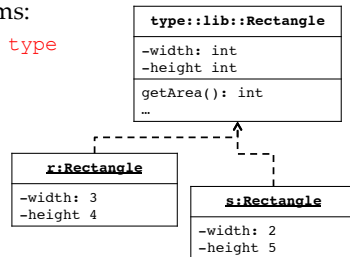 ms:
type
type::lib::Rectangle
-width: int
-height int
getArea(): int
…
r:Rectangle
-width: 3
-height 4
s:Rectangle
-width: 2
-height 5